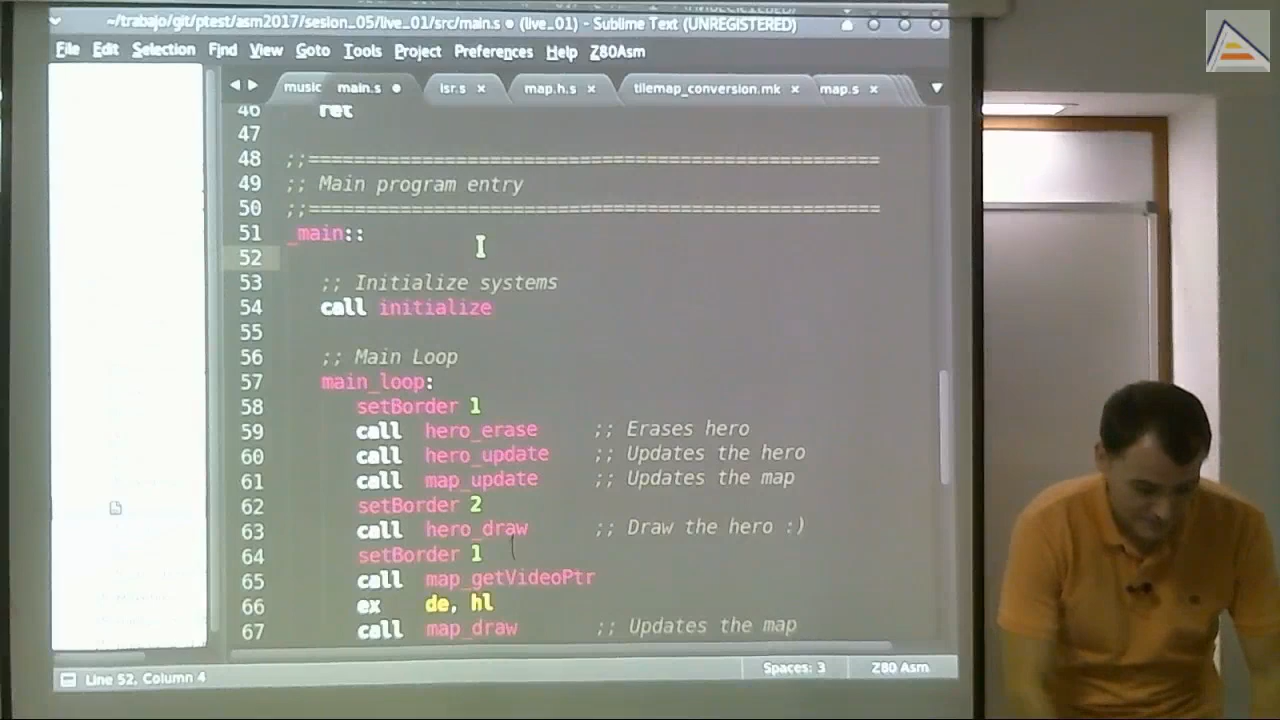 ~/trabajo/git/ptest/asm2017/sesion_05/live_01/src/main.s • (live_01) - Sublime Text (UNREGISTERED)
File Edit Selection Find View Goto Tools Project Preferences Help Z80Asm
music main.s isr.s map.h.s tilemap_conversion.mk map.s
46 ret
47
48 ;;==================================================
49 ;; Main program entry
50 ;;==================================================
51 _main::
52
53 ;; Initialize systems
54 call initialize
55
56 ;; Main Loop
57 main_loop:
58 setBorder 1
59 call hero_erase ;; Erases hero
60 call hero_update ;; Updates the hero
61 call map_update ;; Updates the map
62 setBorder 2
63 call hero_draw ;; Draw the hero :)
64 setBorder 1
65 call map_getVideoPtr
66 ex de, hl
67 call map_draw ;; Updates the map
Line 52, Column 4 Spaces: 3 Z80 Asm